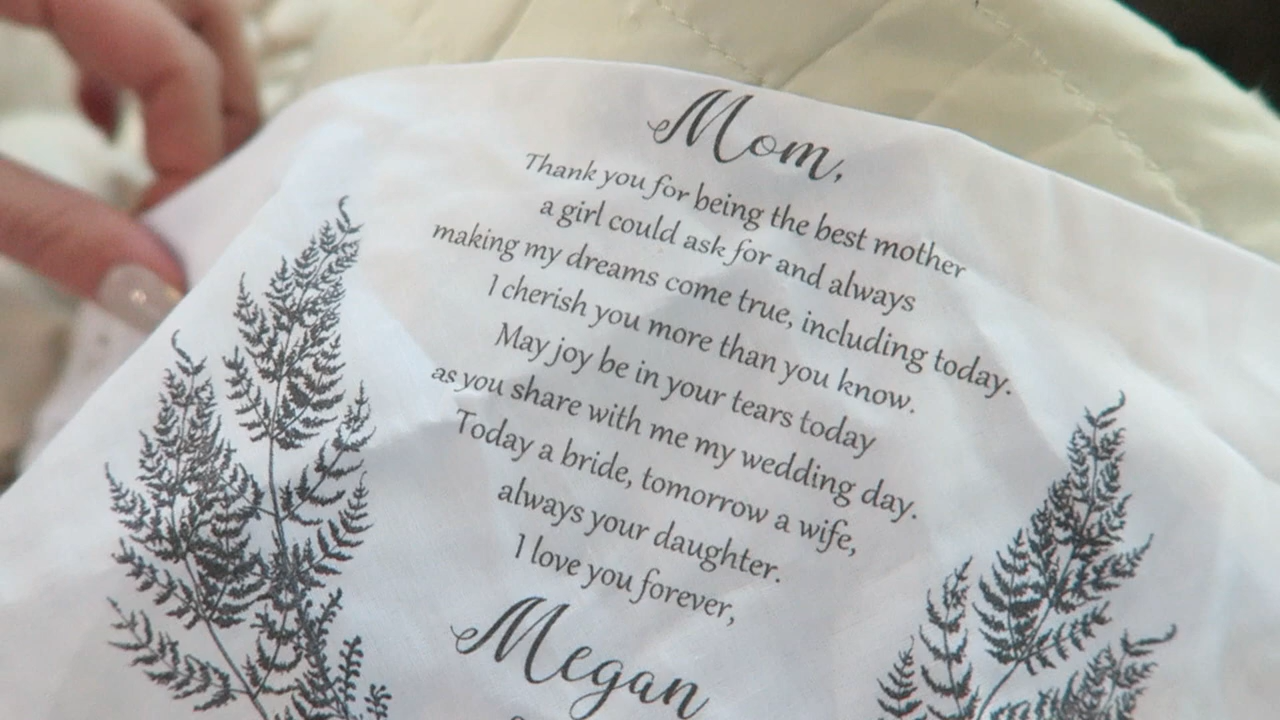 Mom,
Thank you for being the best mother
a girl could ask for and always
making my dreams come true, including today.
I cherish you more than you know.
May joy be in your tears today
as you share with me my wedding day.
Today a bride, tomorrow a wife,
always your daughter.
I love you forever,
Megan